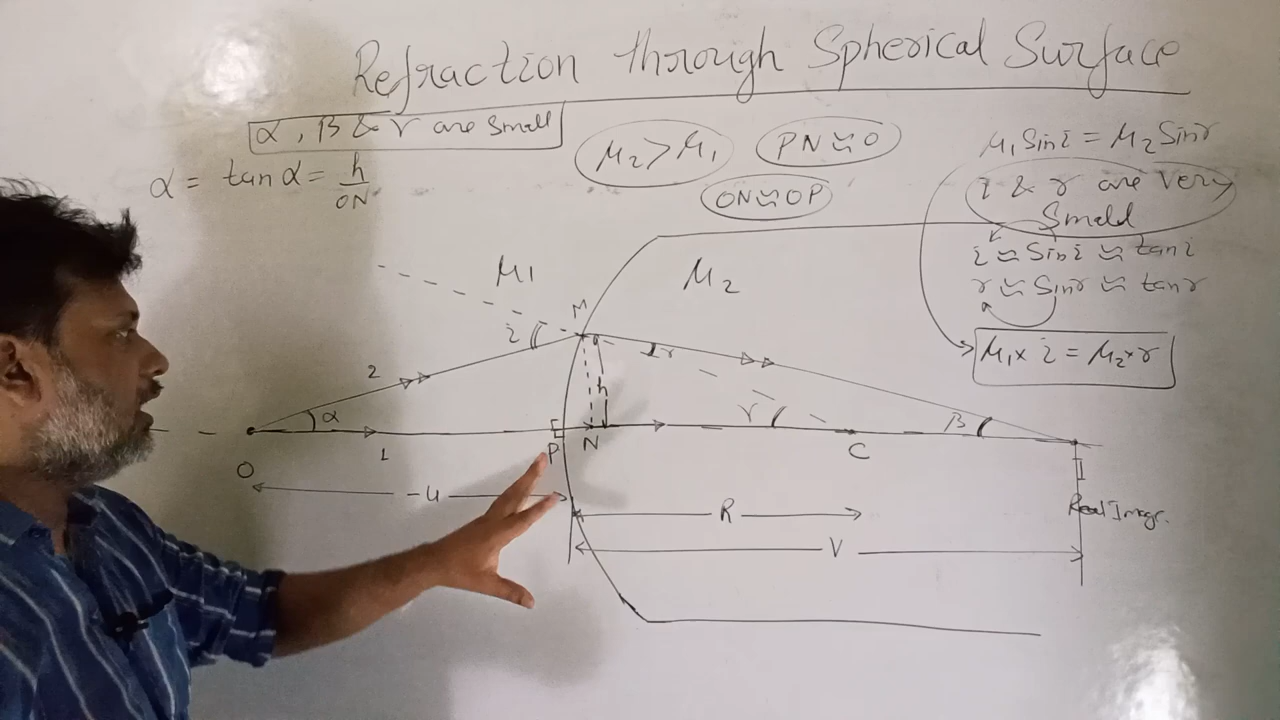 Refraction through Spherical Surface
α, β & γ are small
α = tan α = h/ON
μ₂ > μ₁
PN ≈ 0
ON ≈ OP
μ₁ Sin i = μ₂ Sin r
i & r are very
Small
i ≈ Sin i ≈ tan i
r ≈ Sin r ≈ tan r
μ₁ × i = μ₂ × r
μ₁
μ₂
M
i
r
2
h
α
γ
β
1
O
P
N
C
I
-u
R
Real Image.
V